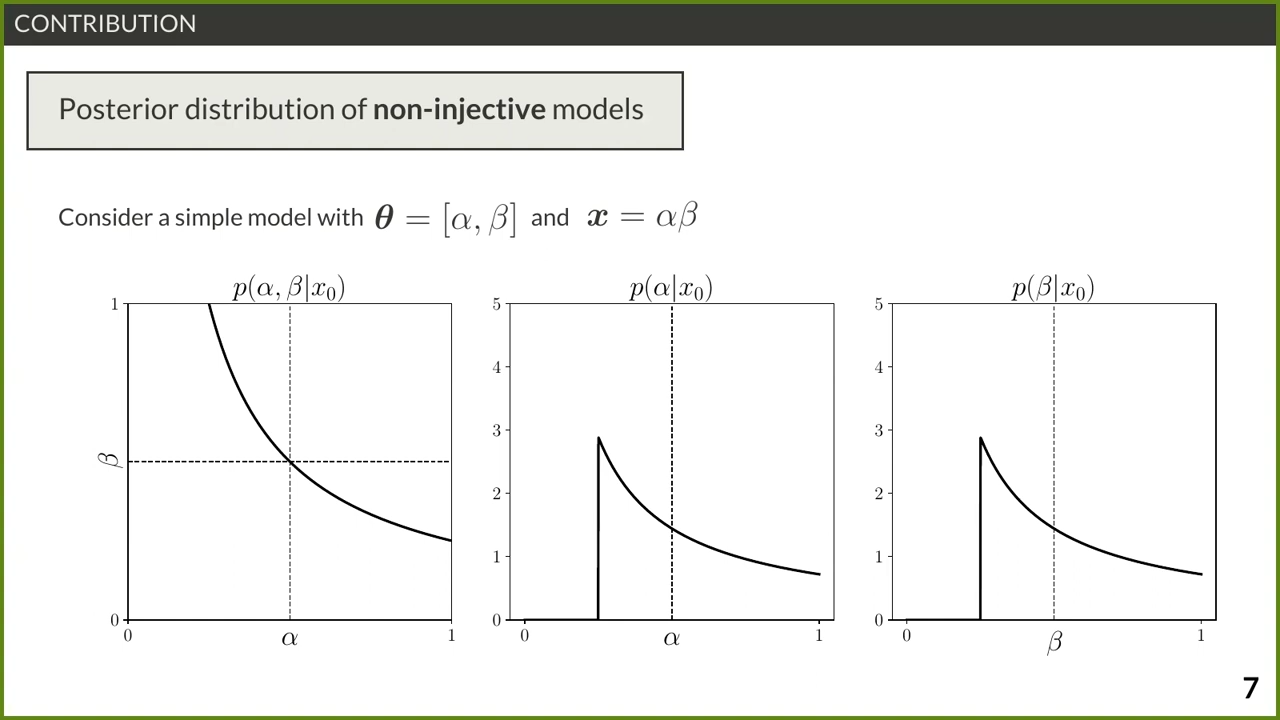 CONTRIBUTION
Posterior distribution of non-injective models
Consider a simple model with θ = [α, β] and x = αβ
p(α, β|x₀)
1
β
0
0
α
1
p(α|x₀)
5
4
3
2
1
0
0
α
1
p(β|x₀)
5
4
3
2
1
0
0
β
1
7